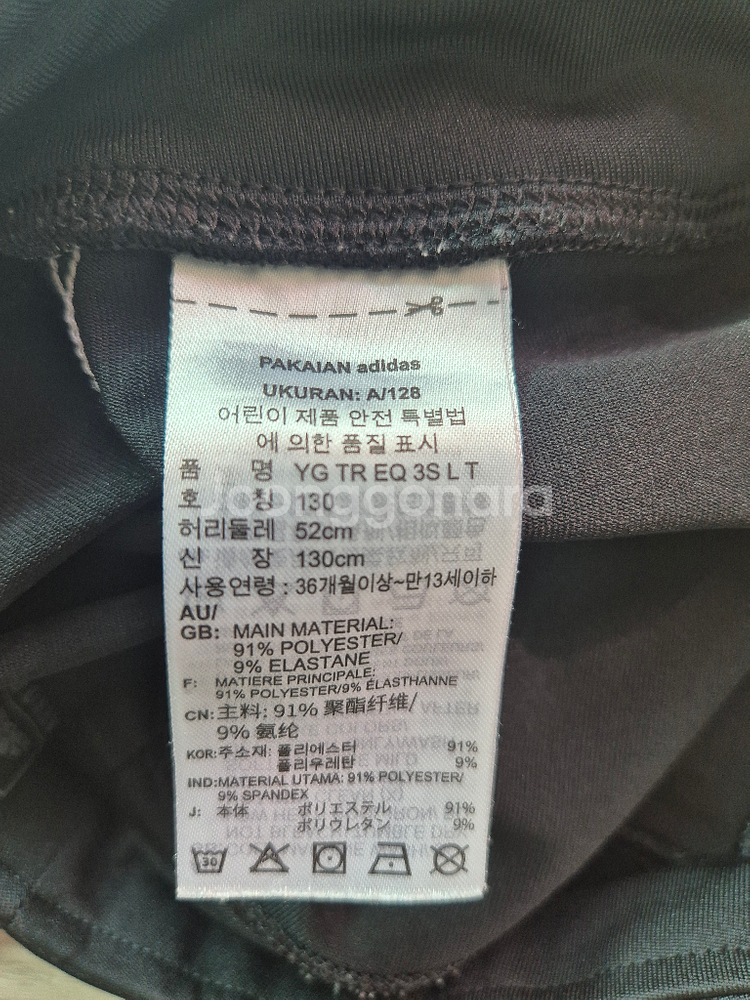 PAKAIAN adidas
UKURAN: A/128
어린이 제품 안전 특별법
에 의한 품질 표시
품 명 YG TR EQ 3S L T
호 칭 130
Joonggonara
허리둘레 52cm
신 장 130cm
사용연령 : 36개월이상~만13세이하
AU/
GB: MAIN MATERIAL:
91% POLYESTER/
9% ELASTANE
F: MATIERE PRINCIPALE:
91% POLYESTER/9% ÉLASTHANNE
CN: 主料: 91% 聚酯纤维/
9% 氨纶
KOR: 주소재: 폴리에스터 91%
폴리우레탄 9%
IND: MATERIAL UTAMA: 91% POLYESTER/
9% SPANDEX
J: 本体 ポリエステル 91%
ポリウレタン 9%
30